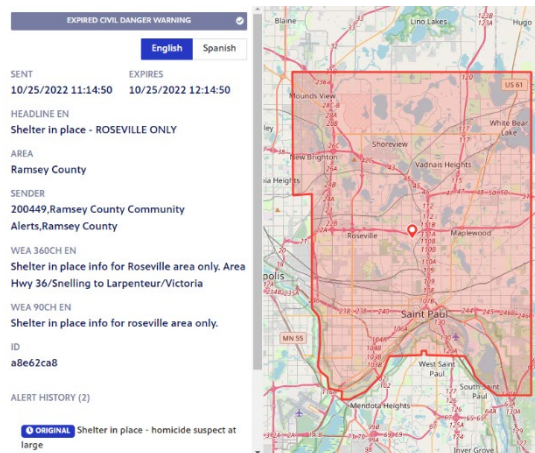 EXPIRED CIVIL DANGER WARNING
English Spanish
SENT EXPIRES
10/25/2022 11:14:50 10/25/2022 12:14:50
HEADLINE EN
Shelter in place - ROSEVILLE ONLY
AREA
Ramsey County
SENDER
200449,Ramsey County Community
Alerts,Ramsey County
WEA 360CH EN
Shelter in place info for Roseville area only. Area
Hwy 36/Snelling to Larpenteur/Victoria
WEA 90CH EN
Shelter in place info for roseville area only.
ID
a8e62ca8
ALERT HISTORY (2)
ORIGINAL Shelter in place - homicide suspect at
large
Blaine
Lino Lakes
Hugo
US 61
Mounds View
White Bear
Lake
Shoreview
New Brighton
Vadnais Heights
ia Heights
Roseville
Maplewood
polis
Saint Paul
MN 55
West Saint
Paul
South Saint
Paul
Mendota Heights
Inver Grove